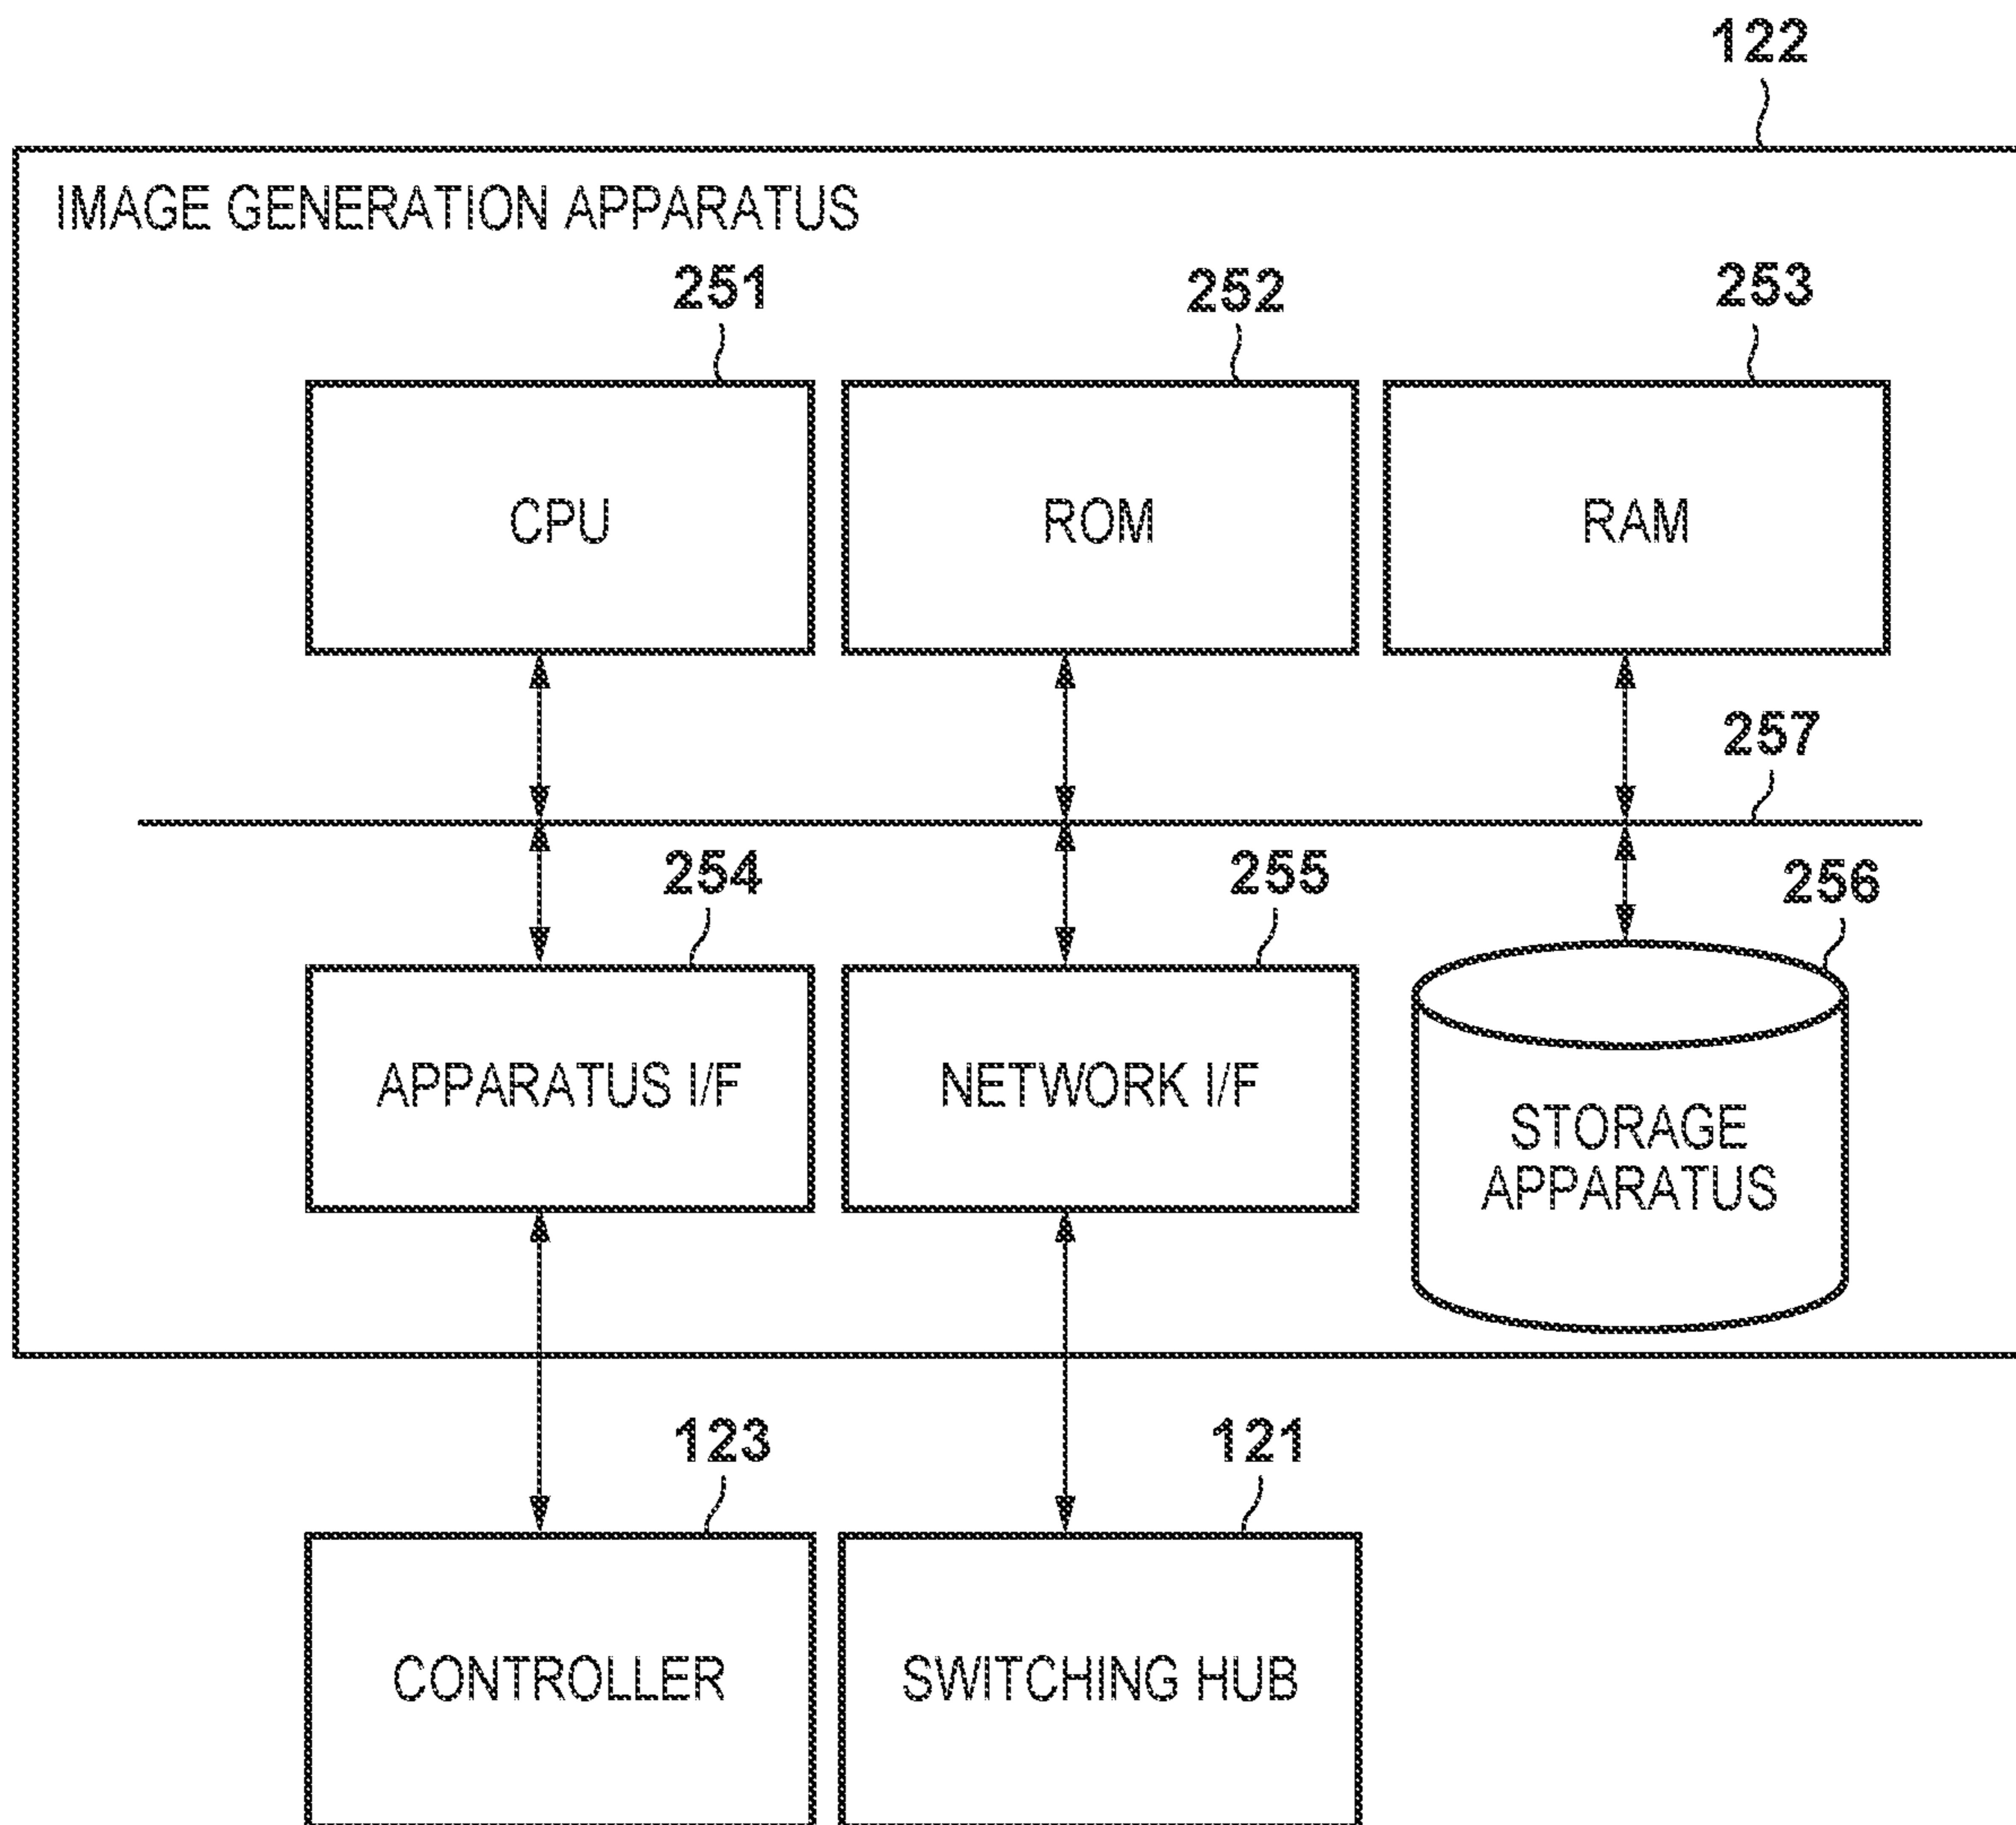 122
IMAGE GENERATION APPARATUS
251
252
253
CPU
ROM
RAM
257
254
255
256
APPARATUS I/F
NETWORK I/F
STORAGE
APPARATUS
123
121
CONTROLLER
SWITCHING HUB